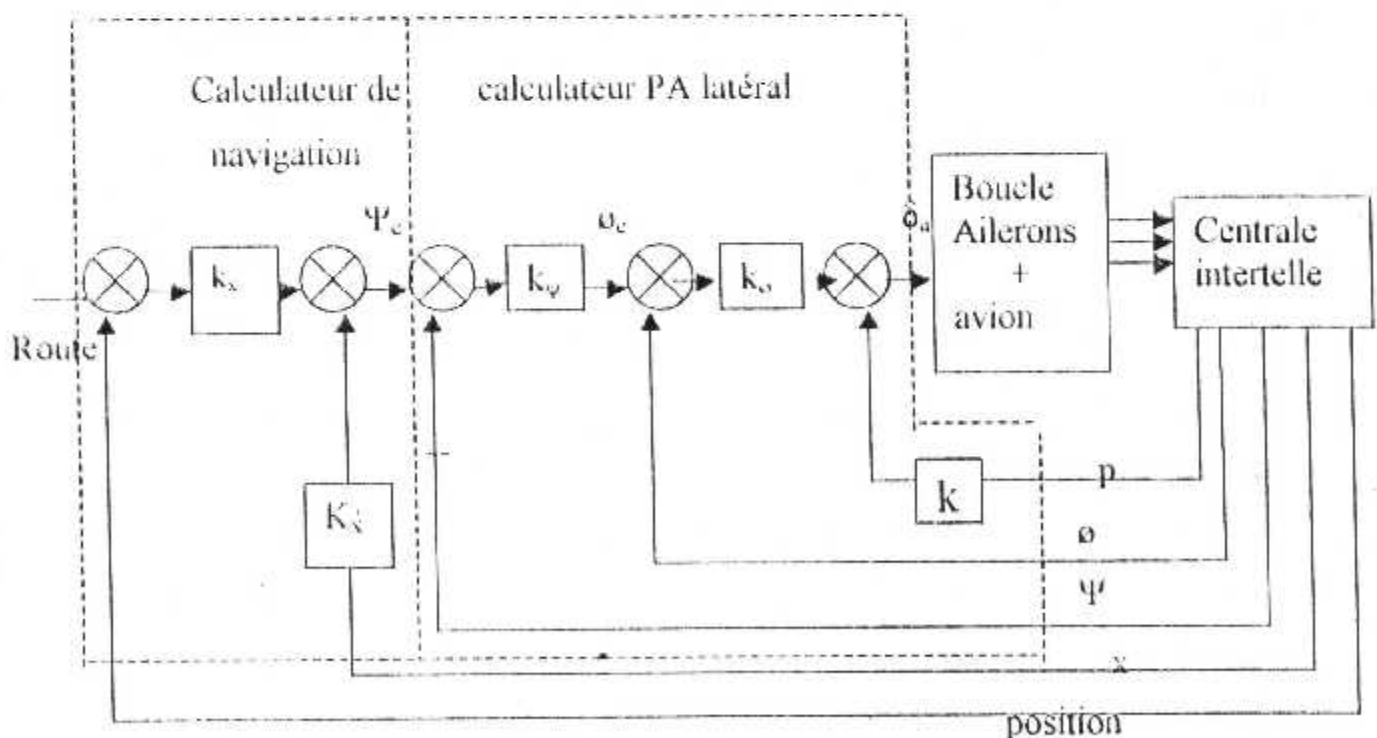 Calculateur de
navigation
calculateur PA latéral
Ψc
øc
δa
Boucle
Ailerons
+
avion
Centrale
intertelle
kx
kψ
kø
Route
Kẋ
k
p
ø
Ψ
x
position